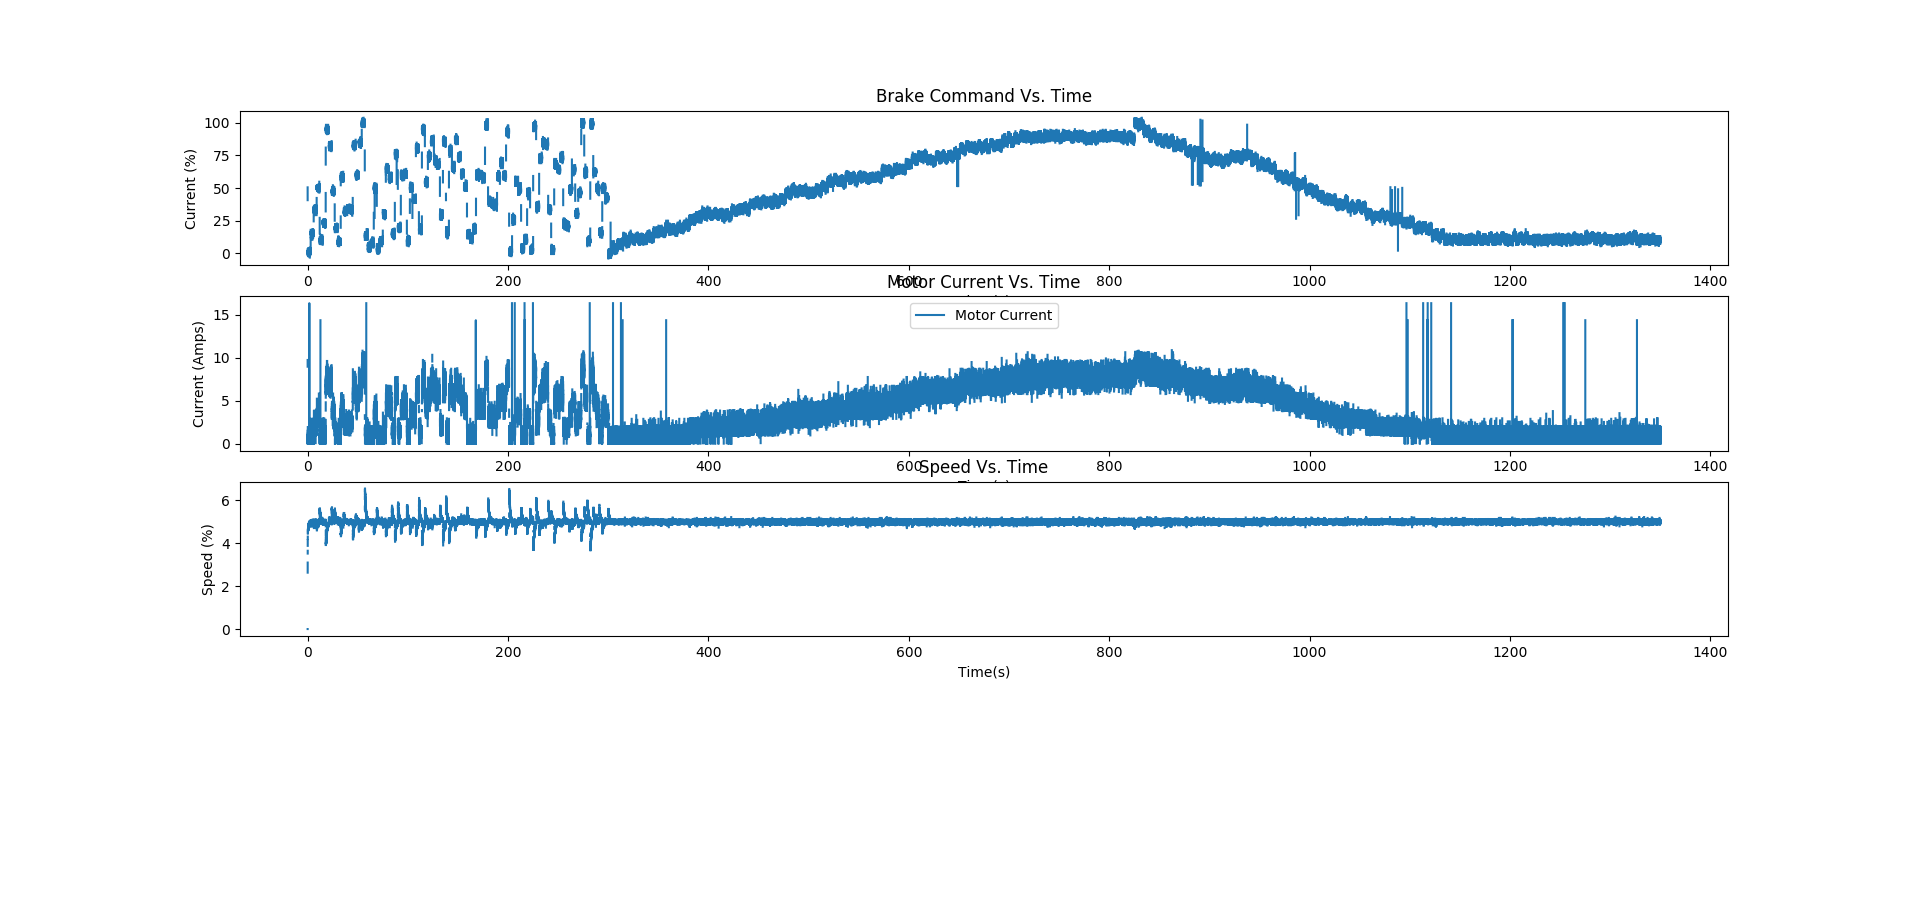 Brake Command Vs. Time
Current (%)
100
75
50
25
0
0 200 400 600 800 1000 1200 1400
Motor Current Vs. Time
Current (Amps)
15
10
5
0
Motor Current
0 200 400 600 800 1000 1200 1400
Speed Vs. Time
Speed (%)
6
4
2
0
0 200 400 600 800 1000 1200 1400
Time(s)